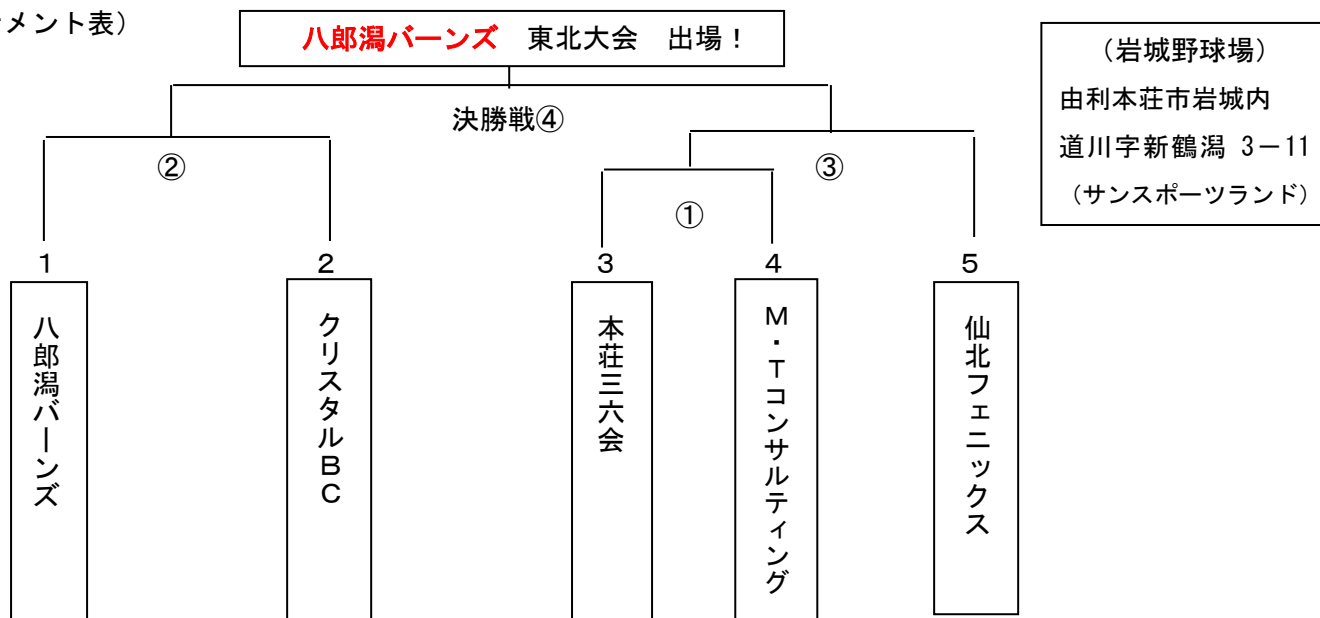 ンメント表）
八郎潟バーンズ　東北大会　出場！
（岩城野球場）
由利本荘市岩城内
道川字新鶴潟 3－11
（サンスポーツランド）
決勝戦④
②
③
①
1
2
3
4
5
八郎潟バーンズ
クリスタルＢＣ
本荘三六会
Ｍ・Ｔコンサルティング
仙北フェニックス